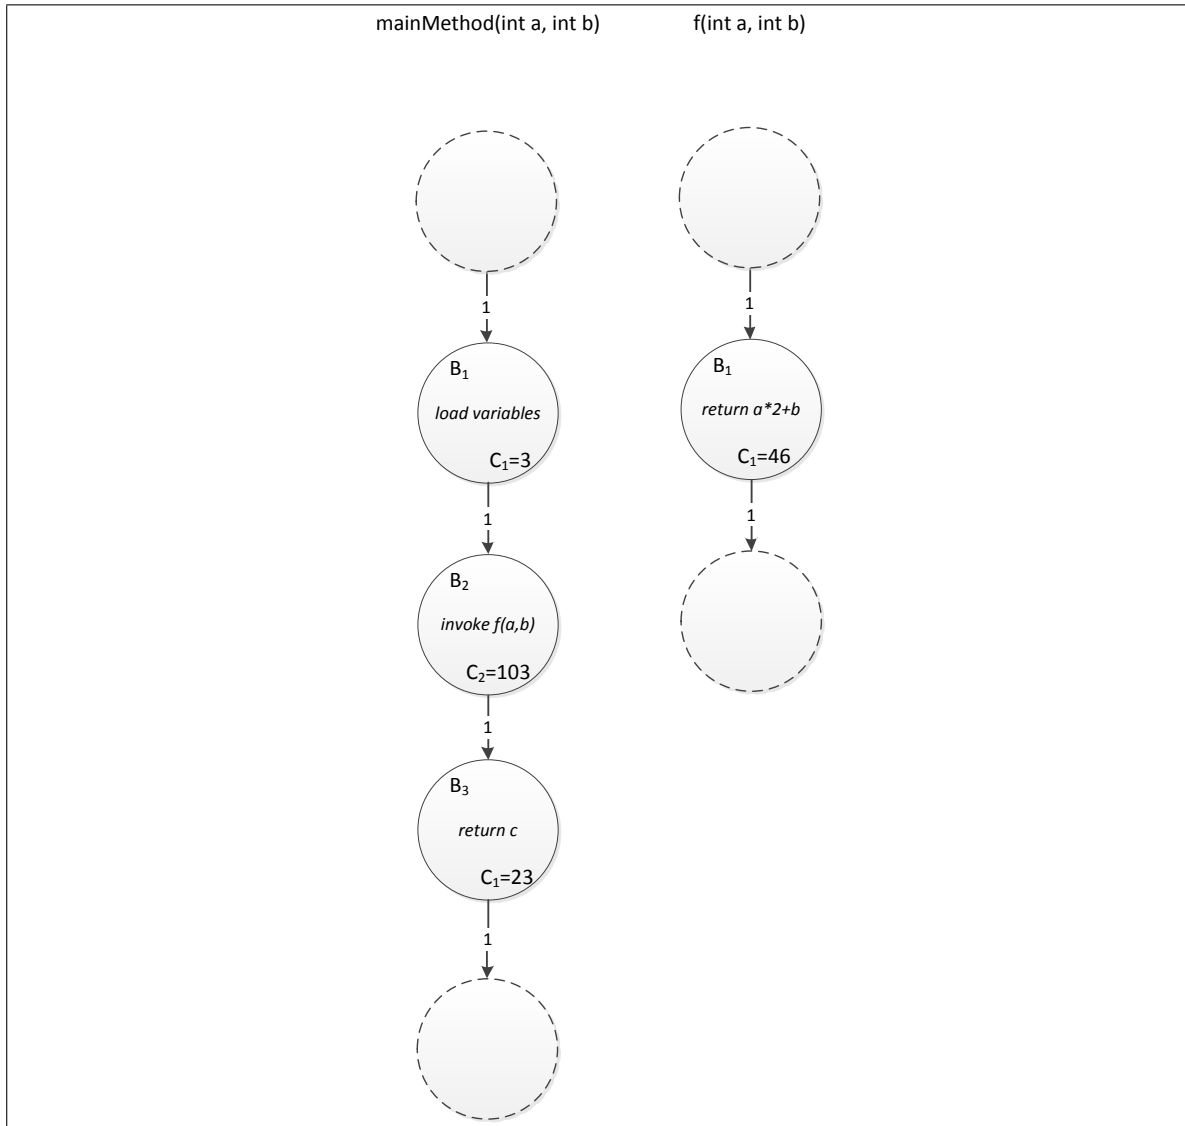 mainMethod(int a, int b)
f(int a, int b)
1
B₁
load variables
C₁=3
1
B₂
invoke f(a,b)
C₂=103
1
B₃
return c
C₁=23
1
1
B₁
return a*2+b
C₁=46
1